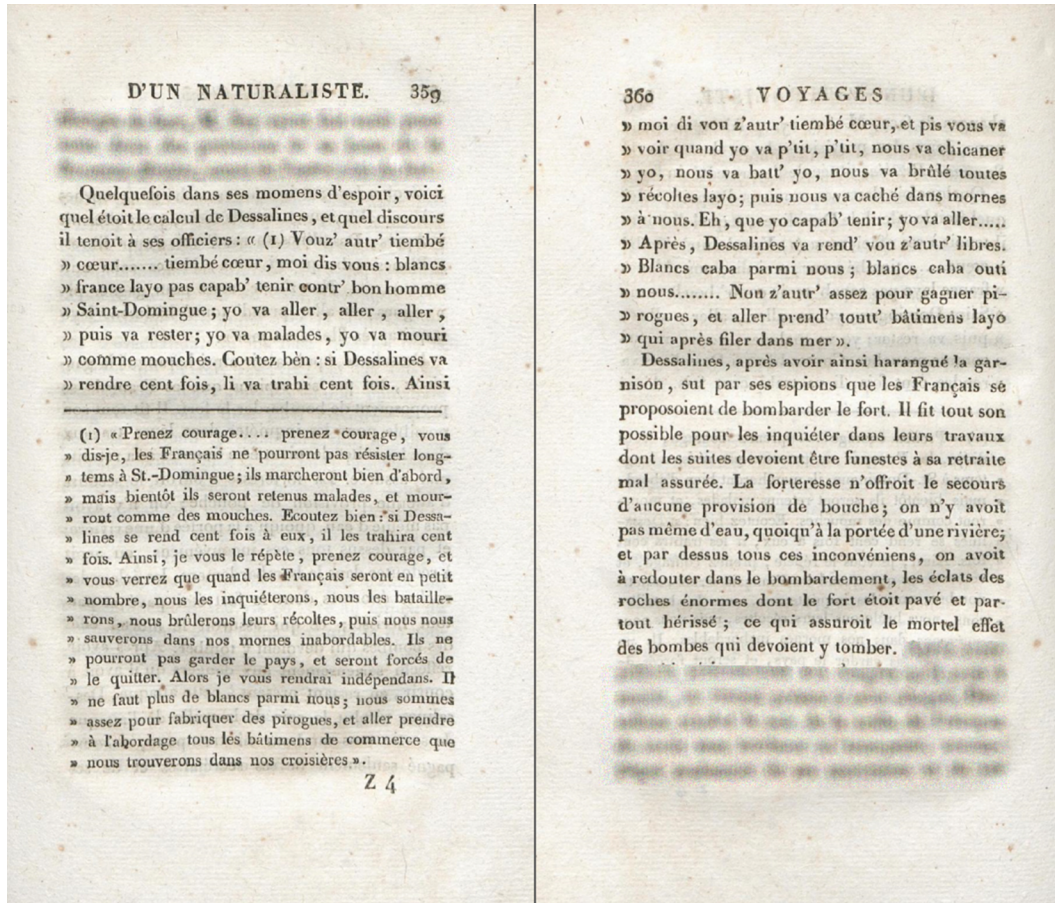 D'UN NATURALISTE. 359
Quelquefois dans ses momens d'espoir, voici
quel étoit le calcul de Dessalines, et quel discours
il tenoit à ses officiers : « (1) Vouz' autr' tiembé
» cœur....... tiembé cœur, moi dis vous : blancs
» france layo pas capab' tenir contr' bon homme
» Saint-Domingue ; yo va aller, aller, aller,
» puis va rester; yo va malades, yo va mouri
» comme mouches. Coutez bèn : si Dessalines va
» rendre cent fois, li va trahi cent fois. Ainsi
(1) « Prenez courage.... prenez courage, vous
» dis-je, les Français ne pourront pas résister long-
» tems à St.-Domingue; ils marcheront bien d'abord,
» mais bientôt ils seront retenus malades, et mour-
» ront comme des mouches. Ecoutez bien : si Dessa-
» lines se rend cent fois à eux, il les trahira cent
» fois. Ainsi, je vous le répète, prenez courage, et
» vous verrez que quand les Français seront en petit
» nombre, nous les inquiéterons, nous les bataille-
» rons, nous brûlerons leurs récoltes, puis nous nous
» sauverons dans nos mornes inabordables. Ils ne
» pourront pas garder le pays, et seront forcés de
» le quitter. Alors je vous rendrai indépendans. Il
» ne faut plus de blancs parmi nous; nous sommes
» assez pour fabriquer des pirogues, et aller prendre
» à l'abordage tous lés bâtimens de commerce que
» nous trouverons dans nos croisières ».
Z 4
360 VOYAGES
» moi di vou z'autr' tiembé cœur, et pis vous va
» voir quand yo va p'tit, p'tit, nous va chicaner
» yo, nous va batt' yo, nous va brûlé toutes
» récoltes layo; puis nous va caché dans mornes
» à nous. Eh, que yo capab' tenir; yo va aller.....
» Après, Dessalines va rend' vou z'autr' libres.
» Blancs caba parmi nous ; blancs caba outi
» nous........ Nou z'autr' assez pour gagner pi-
» rogues, et aller prend' toutt' bâtimens layo
» qui après filer dans mer ».
Dessalines, après avoir ainsi harangué la gar-
nison, sut par ses espions que les Français se
proposoient de bombarder le fort. Il fit tout son
possible pour les inquiéter dans leurs travaux
dont les suites devoient être funestes à sa retraite
mal assurée. La forteresse n'offroit le secours
d'aucune provision de bouche; on n'y avoit
pas même d'eau, quoiqu'à la portée d'une rivière;
et par dessus tous ces inconvéniens, on avoit
à redouter dans le bombardement, les éclats des
roches énormes dont le fort étoit pavé et par-
tout hérissé ; ce qui assuroit le mortel effet
des bombes qui devoient y tomber.